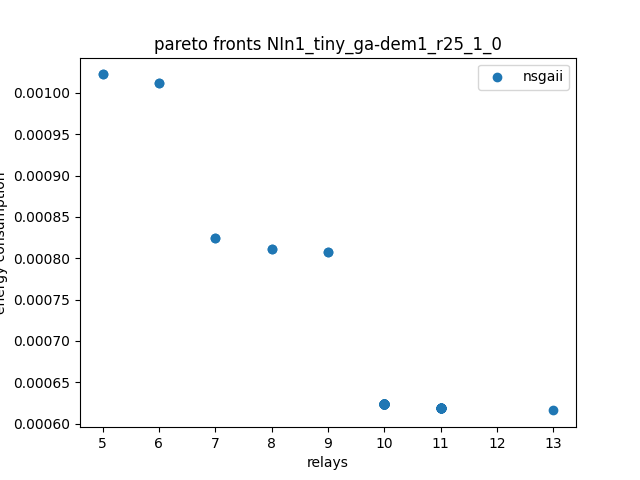 pareto fronts NIn1_tiny_ga-dem1_r25_1_0
nsgaii
0.00100
0.00095
0.00090
0.00085
0.00080
0.00075
0.00070
0.00065
0.00060
energy consumption
5 6 7 8 9 10 11 12 13
relays